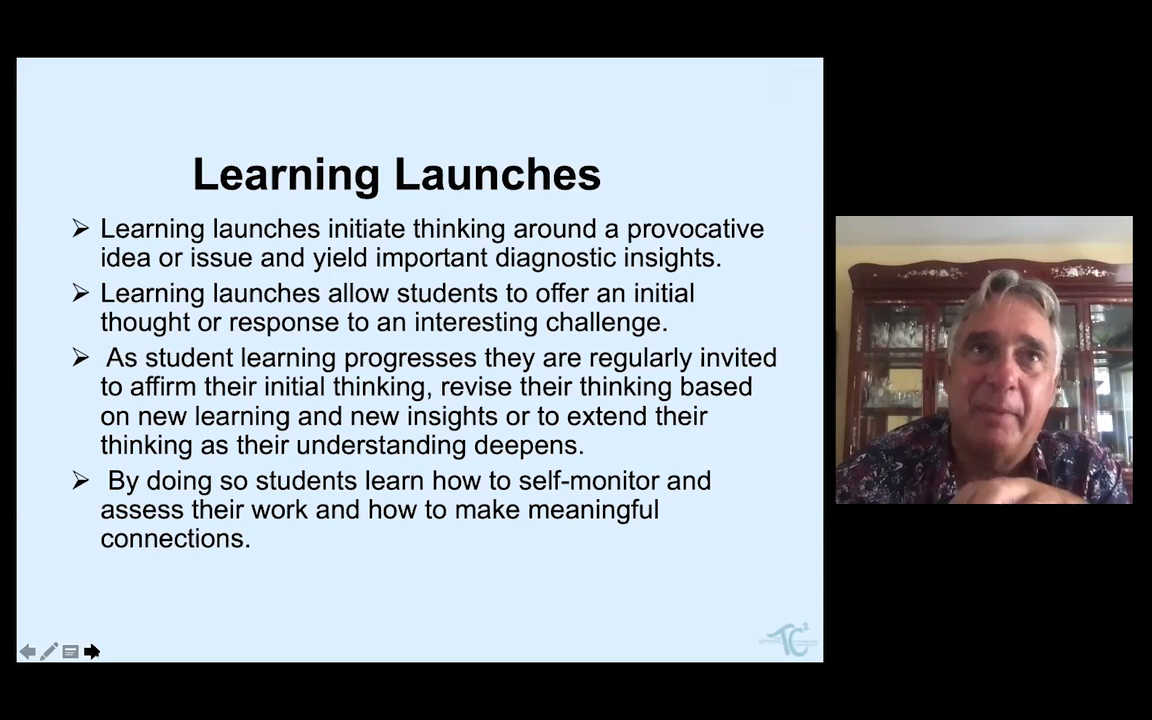 Learning Launches
➢ Learning launches initiate thinking around a provocative
idea or issue and yield important diagnostic insights.
➢ Learning launches allow students to offer an initial
thought or response to an interesting challenge.
➢ As student learning progresses they are regularly invited
to affirm their initial thinking, revise their thinking based
on new learning and new insights or to extend their
thinking as their understanding deepens.
➢ By doing so students learn how to self-monitor and
assess their work and how to make meaningful
connections.
TC²